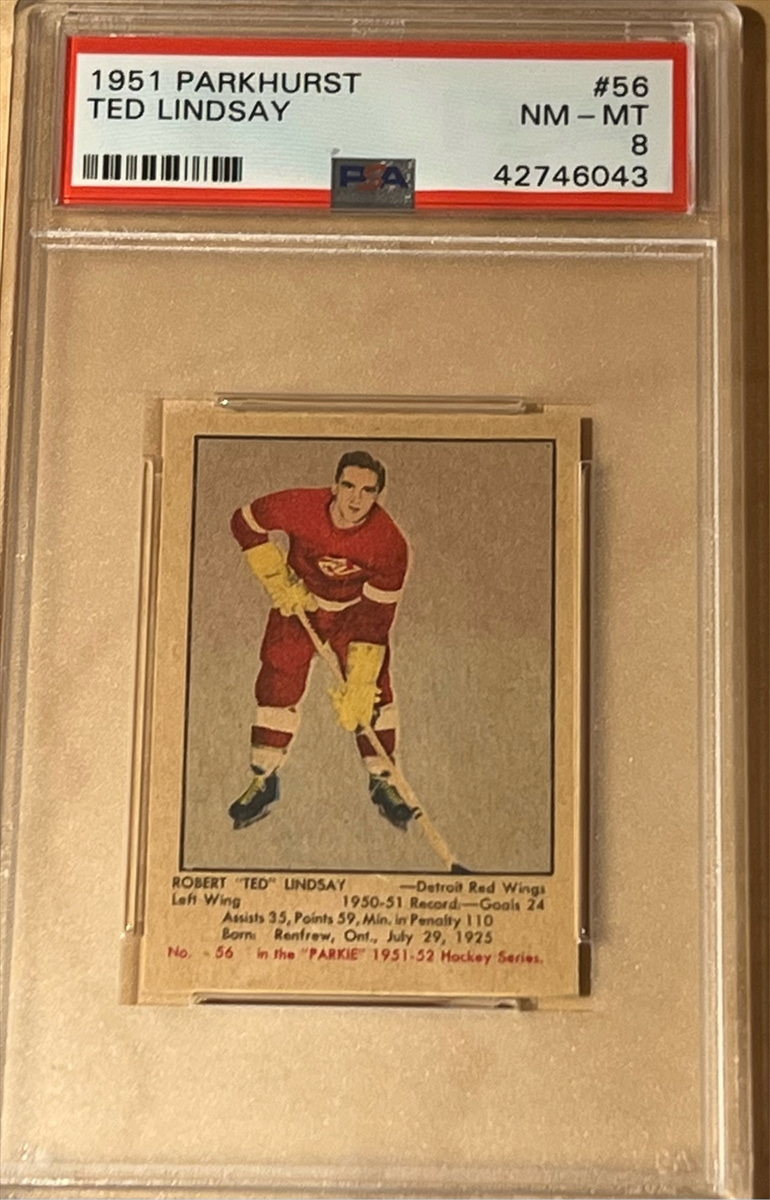 1951 PARKHURST #56
TED LINDSAY NM – MT
8
42746043
PSA
ROBERT "TED" LINDSAY —Detroit Red Wings
Left Wing 1950-51 Record—Goals 24
Assists 35, Points 59, Min. in Penalty 110
Born: Renfrew, Ont., July 29, 1925
No. - 56 in the "PARKIE" 1951-52 Hockey Series.